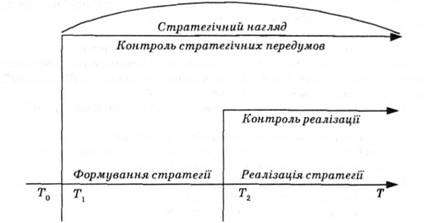 Стратегічний нагляд
Контроль стратегічних передумов
Контроль реалізації
Формування стратегії Реалізація стратегії
T₀ T₁ T₂ T